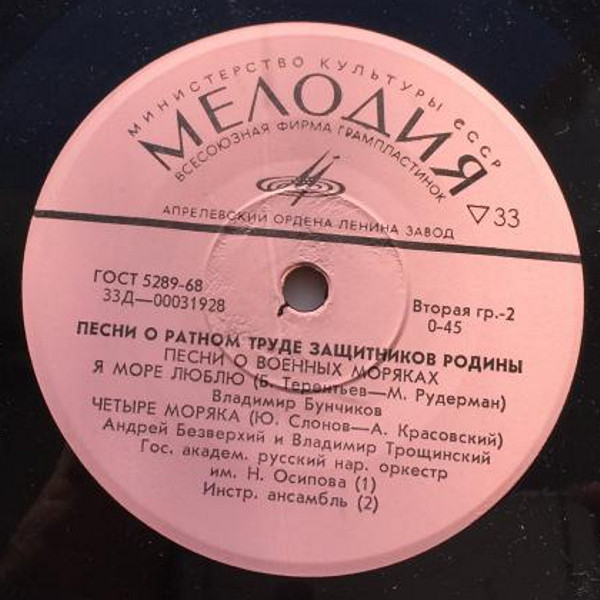 МИНИСТЕРСТВО КУЛЬТУРЫ СССР
МЕЛОДИЯ
ВСЕСОЮЗНАЯ ФИРМА ГРАМПЛАСТИНОК
▽33
АПРЕЛЕВСКИЙ ОРДЕНА ЛЕНИНА ЗАВОД
ГОСТ 5289-68
33Д—00031928
Вторая гр.-2
0-45
ПЕСНИ О РАТНОМ ТРУДЕ ЗАЩИТНИКОВ РОДИНЫ
ПЕСНИ О ВОЕННЫХ МОРЯКАХ
Я МОРЕ ЛЮБЛЮ (Б. Терентьев—М. Рудерман)
Владимир Бунчиков
ЧЕТЫРЕ МОРЯКА (Ю. Слонов—А. Красовский)
Андрей Безверхий и Владимир Трощинский
Гос. академ. русский нар. оркестр
им. Н. Осипова (1)
Инстр. ансамбль (2)